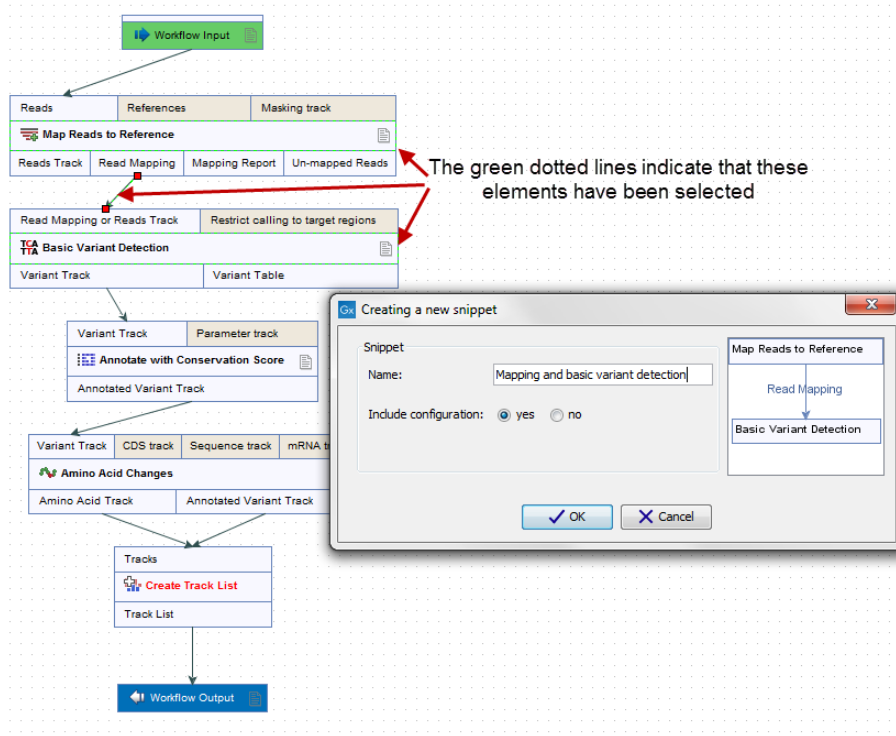 Workflow Input
Reads References Masking track
Map Reads to Reference
Reads Track Read Mapping Mapping Report Un-mapped Reads
The green dotted lines indicate that these
elements have been selected
Read Mapping or Reads Track Restrict calling to target regions
TCA
TTA
Basic Variant Detection
Variant Track Variant Table
Variant Track Parameter track
Annotate with Conservation Score
Annotated Variant Track
Variant Track CDS track Sequence track mRNA
Amino Acid Changes
Amino Acid Track Annotated Variant Track
Tracks
Create Track List
Track List
Workflow Output
Gx Creating a new snippet
Snippet
Name: Mapping and basic variant detection
Include configuration: yes no
OK Cancel
Map Reads to Reference
Read Mapping
Basic Variant Detection